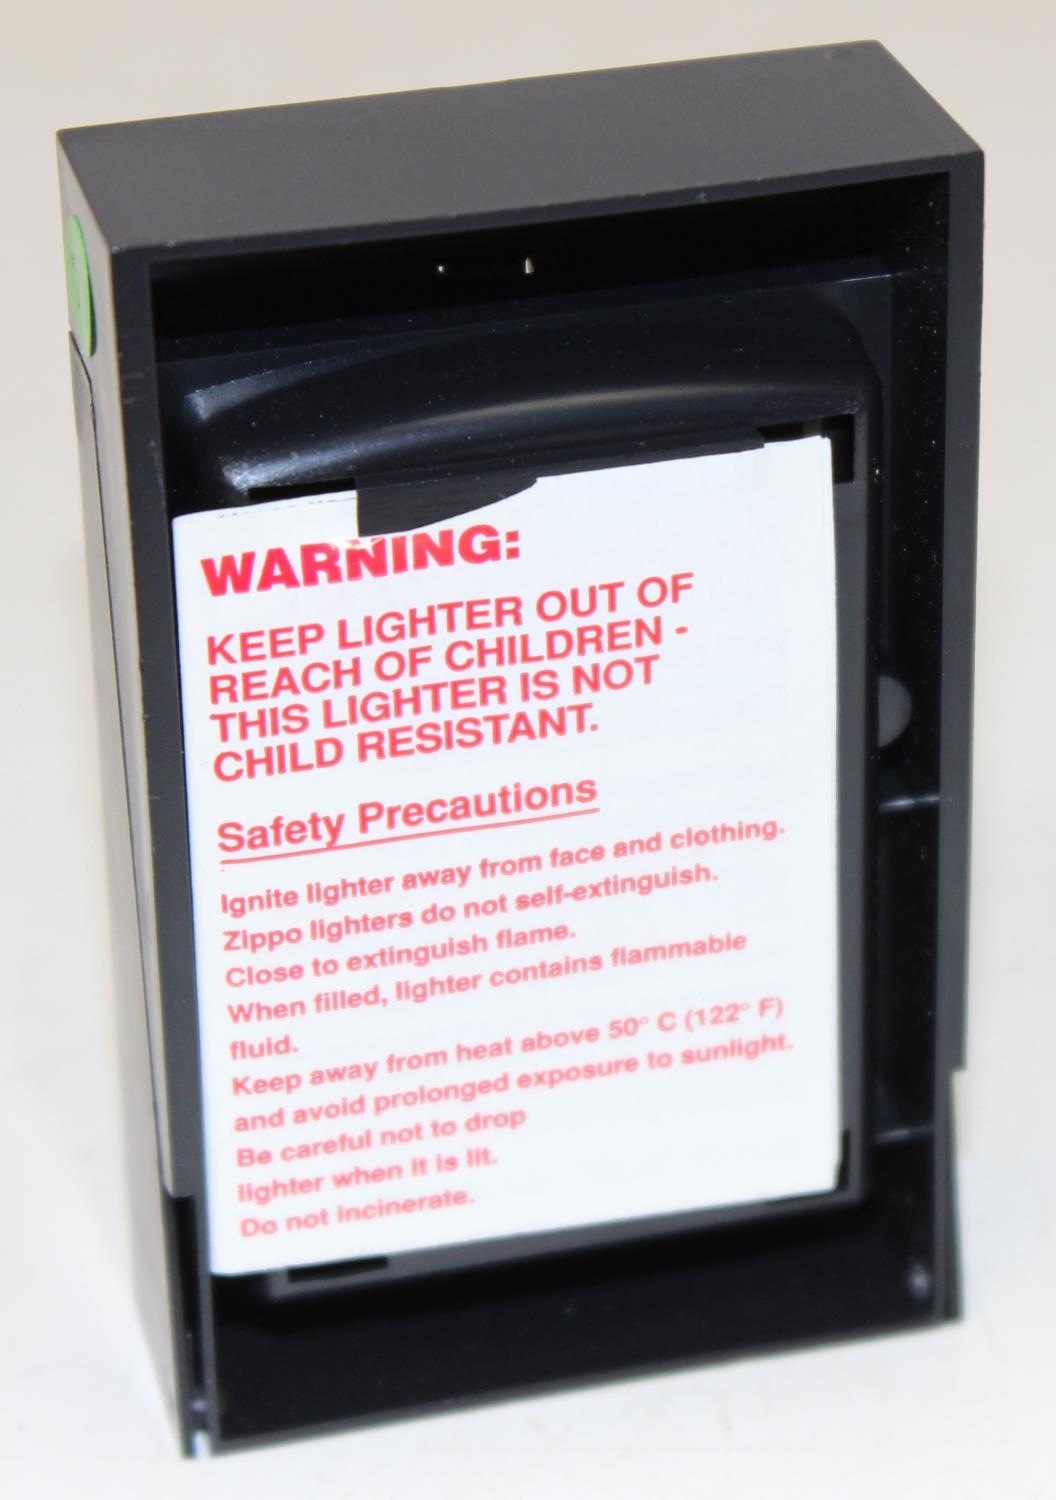 WARNING:
KEEP LIGHTER OUT OF
REACH OF CHILDREN -
THIS LIGHTER IS NOT
CHILD RESISTANT.
Safety Precautions
Ignite lighter away from face and clothing.
Zippo lighters do not self-extinguish.
Close to extinguish flame.
When filled, lighter contains flammable
fluid.
Keep away from heat above 50° C (122° F)
and avoid prolonged exposure to sunlight.
Be careful not to drop
lighter when it is lit.
Do not incinerate.